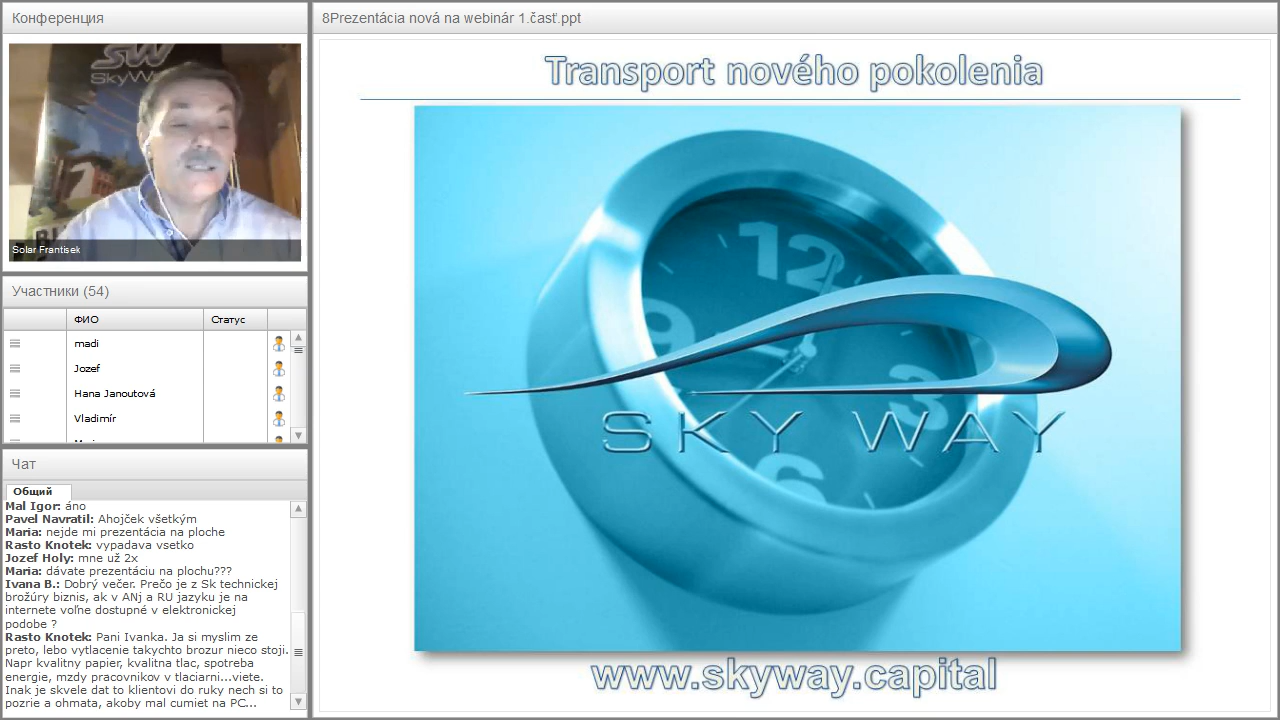 Конференция
SW
SkyW
Solar Frantisek
Участники (54)
ФИО
Статус
madi
Jozef
Hana Janoutová
Vladimír
Чат
Общий
Mal Igor: áno
Pavel Navratil: Ahojček všetkým
Maria: nejde mi prezentácia na ploche
Rasto Knotek: vypadava vsetko
Jozef Holy: mne už 2x
Maria: dávate prezentáciu na plochu???
Ivana B.: Dobrý večer. Prečo je z Sk technickej
brožúry biznis, ak v ANj a RU jazyku je na
internete voľne dostupné v elektronickej
podobe ?
Rasto Knotek: Pani Ivanka. Ja si myslim ze
preto, lebo vytlacenie takychto brozur nieco stoji.
Napr kvalitny papier, kvalitna tlac, spotreba
energie, mzdy pracovnikov v tlaciarni...viete.
Inak je skvele dat to klientovi do ruky nech si to
pozrie a ohmata, akoby mal cumiet na PC...
8Prezentácia nová na webinár 1.časť.ppt
Transport nového pokolenia
12
9
3
6
SKY WAY
www.skyway.capital